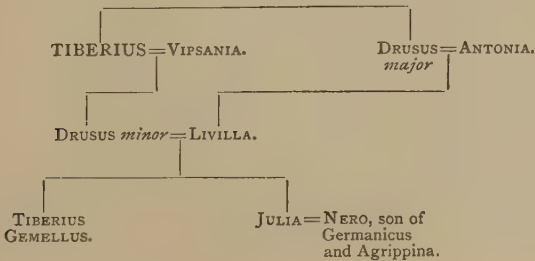 TIBERIUS=VIPSANIA. DRUSUS=ANTONIA.
major
DRUSUS minor=LIVILLA.
TIBERIUS JULIA=NERO, son of
GEMELLUS. Germanicus
and Agrippina.